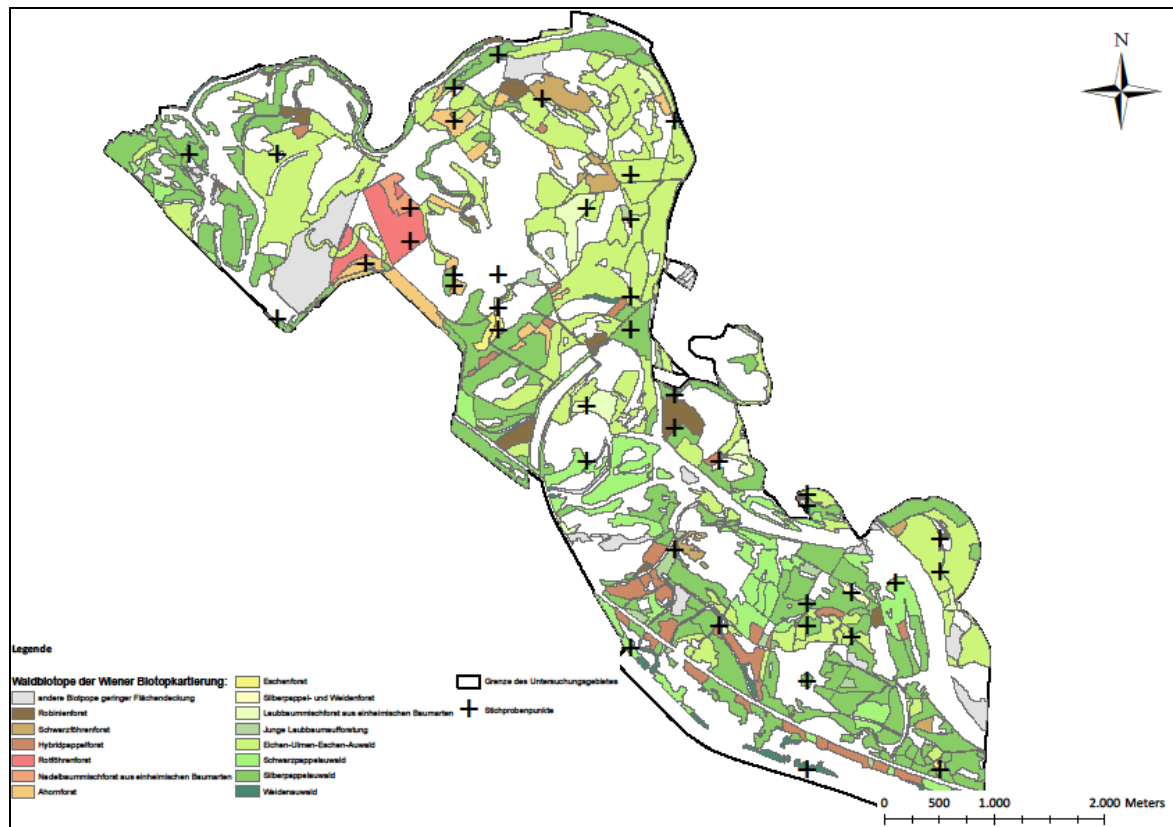 N
Legende
Waldbiotope der Wiener Biotopkartierung:
andere Biotpope geringer Flächendeckung
Robinienforst
Schwarzföhrenforst
Hybridpappelforst
Rotföhrenforst
Nadelbaummischforst aus einheimischen Baumarten
Ahornforst
Eschenforst
Silberpappel- und Weidenforst
Laubbaummischforst aus einheimischen Baumarten
Junge Laubbaumaufforstung
Eichen-Ulmen-Eschen-Auwald
Schwarzpappelauwald
Silberpappelauwald
Weidenauwald
Grenze des Untersuchungsgebietes
Stichprobenpunkte
0 500 1.000 2.000 Meters